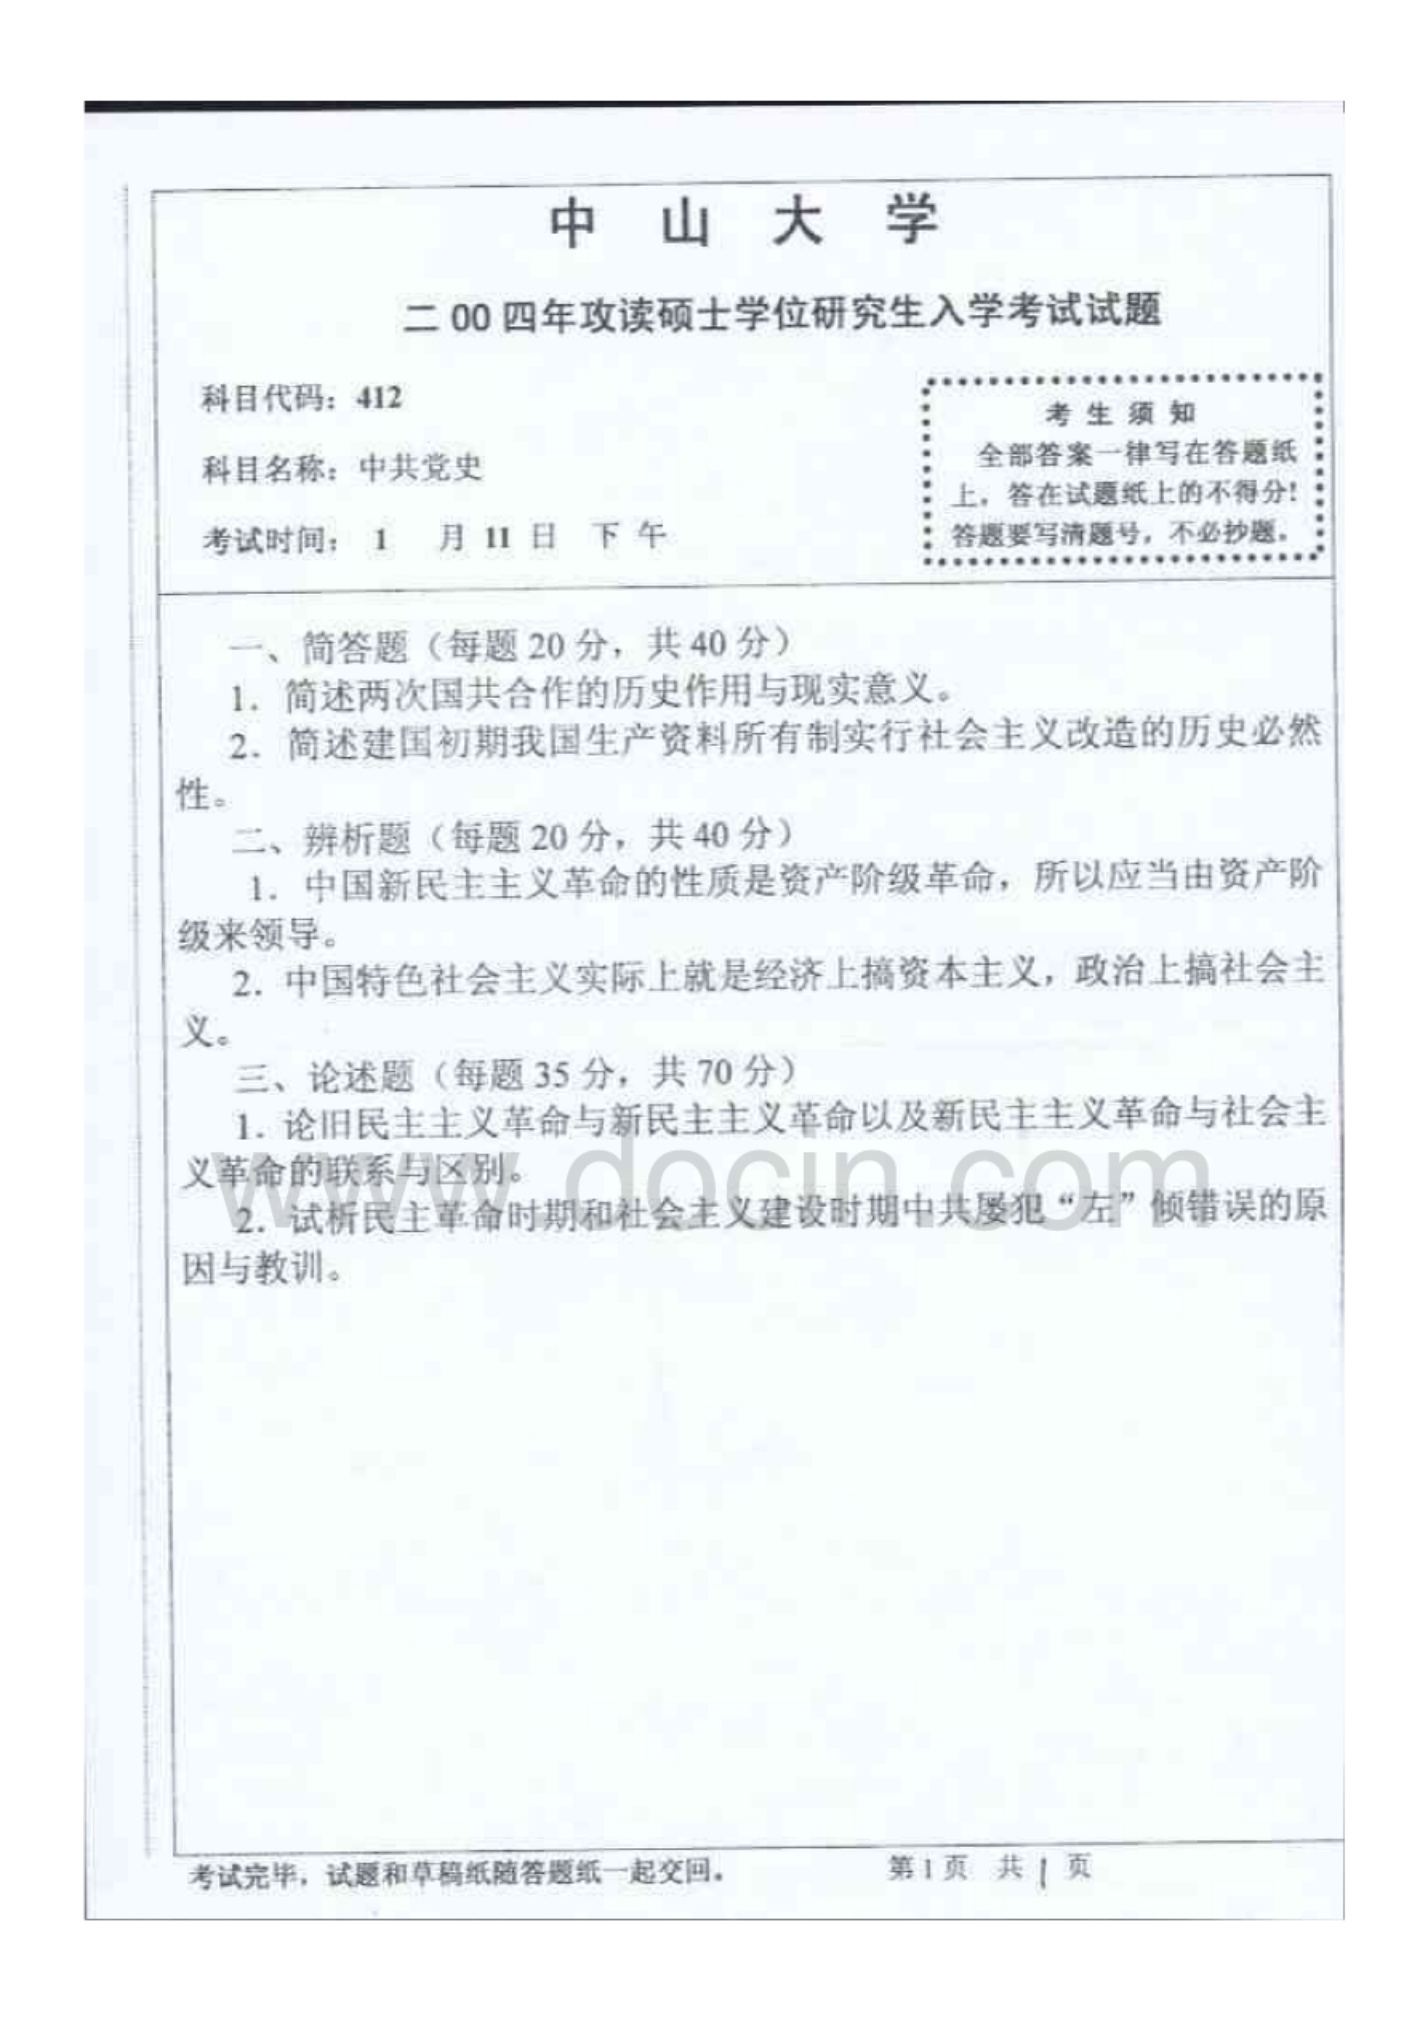 中 山 大 学
二00四年攻读硕士学位研究生入学考试试题
科目代码：412
科目名称：中共党史
考试时间： 1 月 11 日 下 午
考 生 须 知
全部答案一律写在答题纸
上，答在试题纸上的不得分！
答题要写清题号，不必抄题。
一、简答题（每题 20 分，共 40 分）
1．简述两次国共合作的历史作用与现实意义。
2．简述建国初期我国生产资料所有制实行社会主义改造的历史必然
性。
二、辨析题（每题 20 分，共 40 分）
1．中国新民主主义革命的性质是资产阶级革命，所以应当由资产阶
级来领导。
2．中国特色社会主义实际上就是经济上搞资本主义，政治上搞社会主
义。
三、论述题（每题 35 分，共 70 分）
1. 论旧民主主义革命与新民主主义革命以及新民主主义革命与社会主
义革命的联系与区别。
2．试析民主革命时期和社会主义建设时期中共屡犯“左”倾错误的原
因与教训。
www.docin.com
考试完毕，试题和草稿纸随答题纸一起交回。 第 1 页 共 1 页